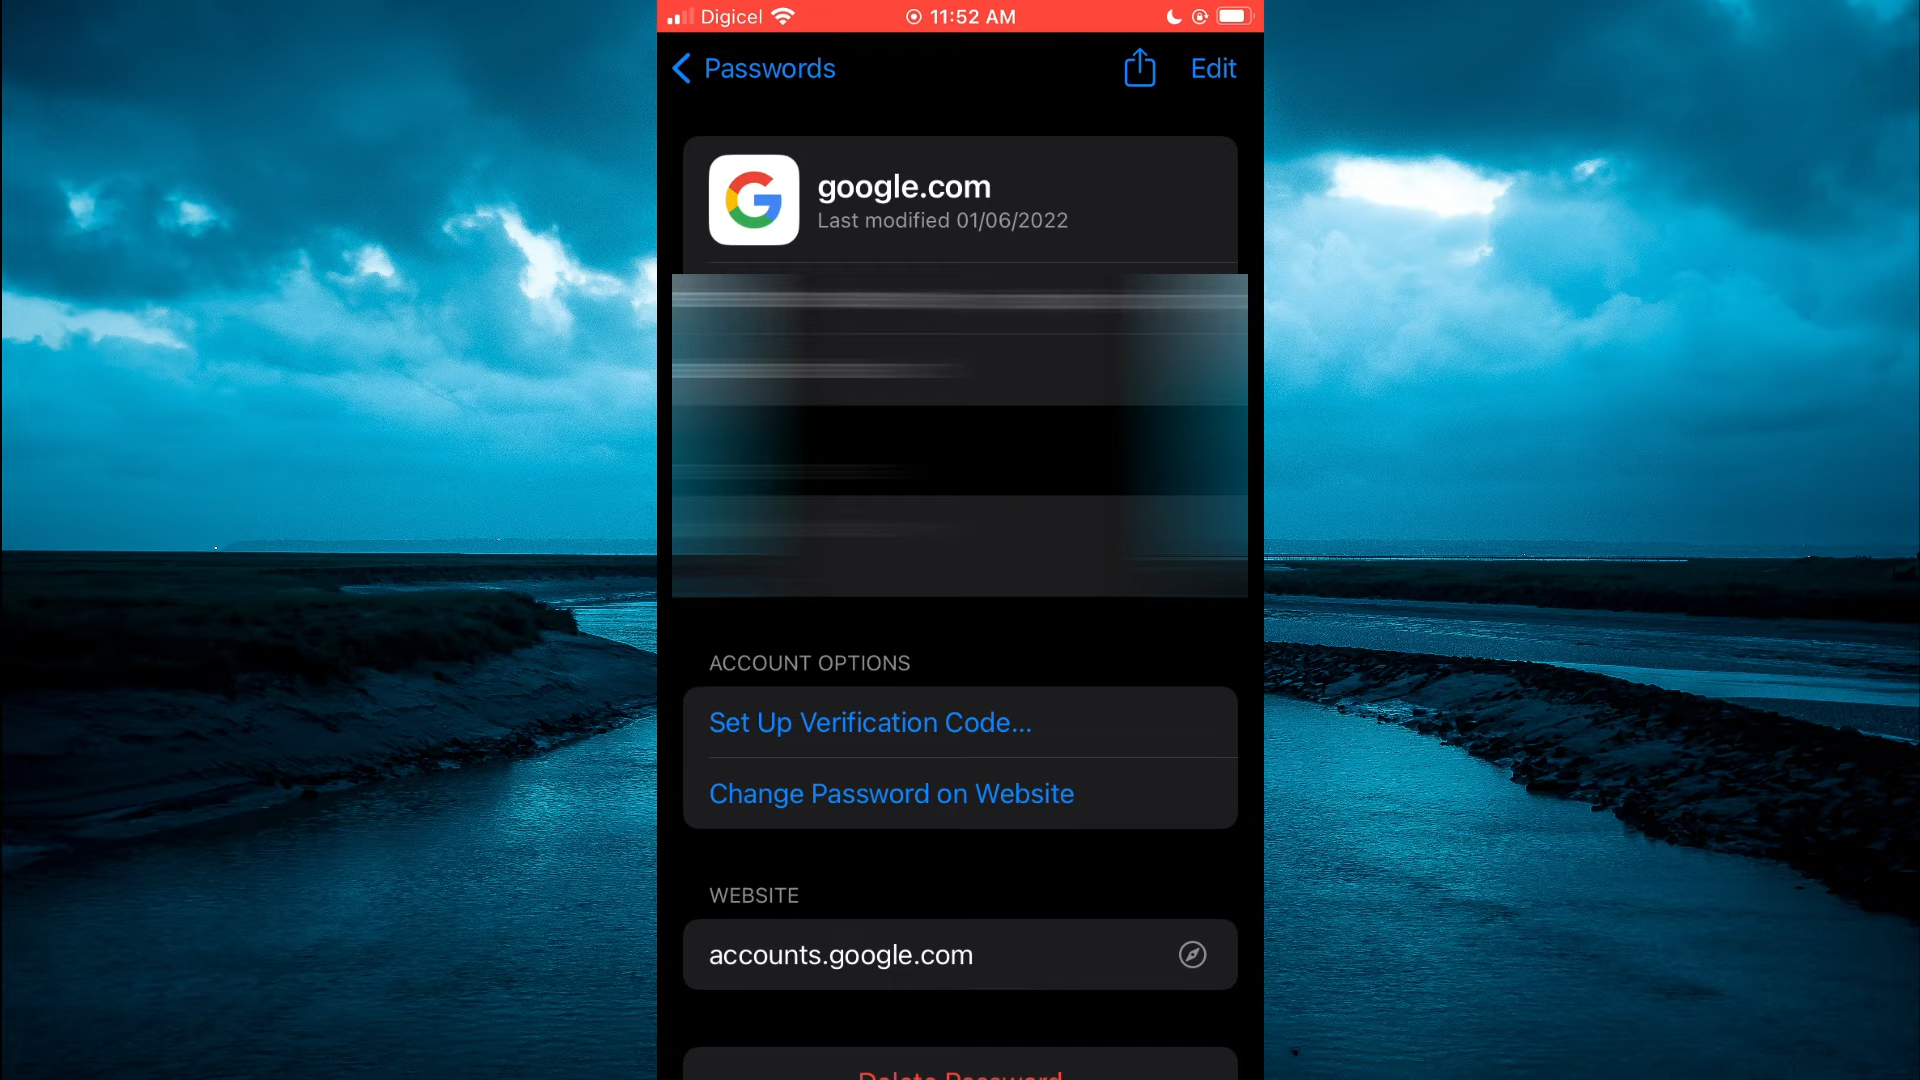 Digicel 11:52 AM
Passwords Edit
google.com
Last modified 01/06/2022
ACCOUNT OPTIONS
Set Up Verification Code...
Change Password on Website
WEBSITE
accounts.google.com
Delete Password